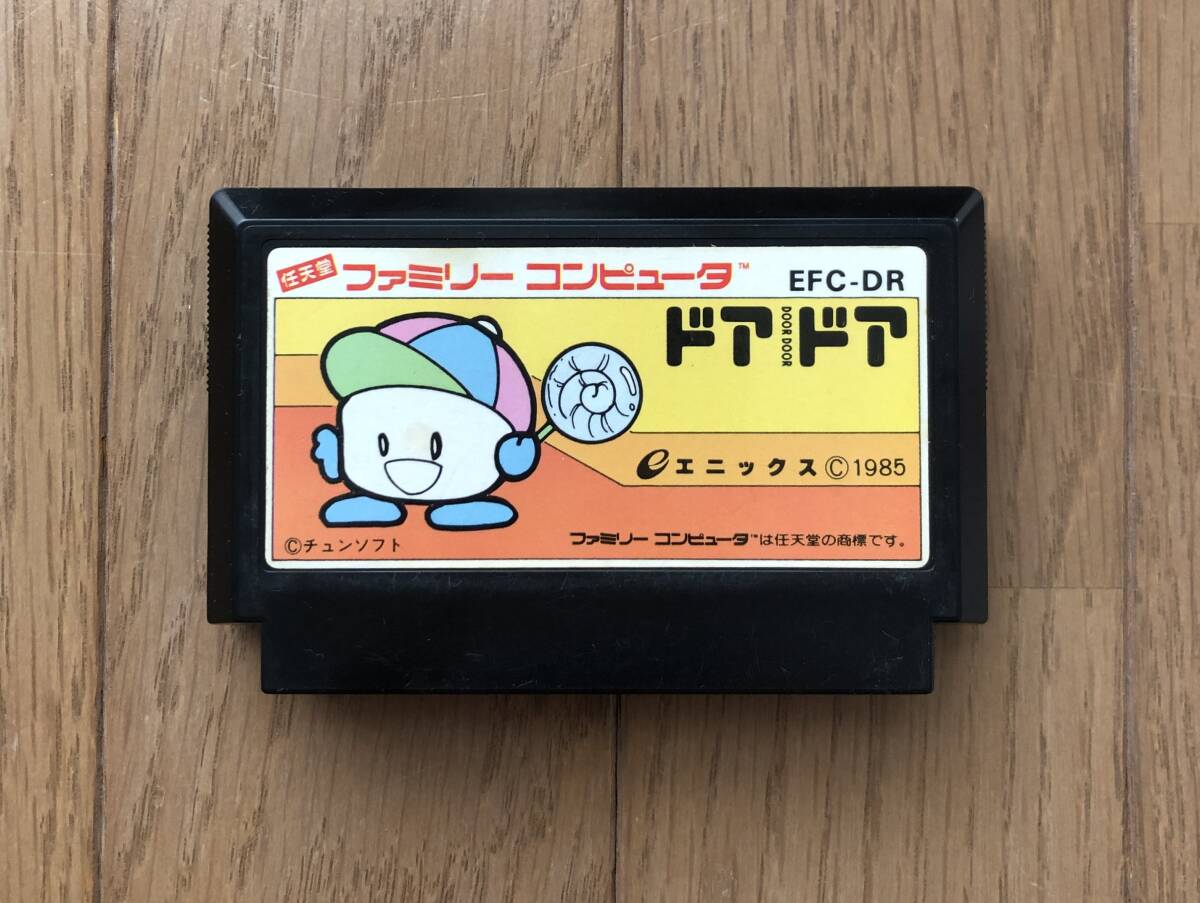 任天堂 ファミリー コンピュータ™ EFC-DR
ドア DOOR DOOR ドア
e エニックス Ⓒ 1985
Ⓒチュンソフト
ファミリー コンピュータ™は任天堂の商標です。